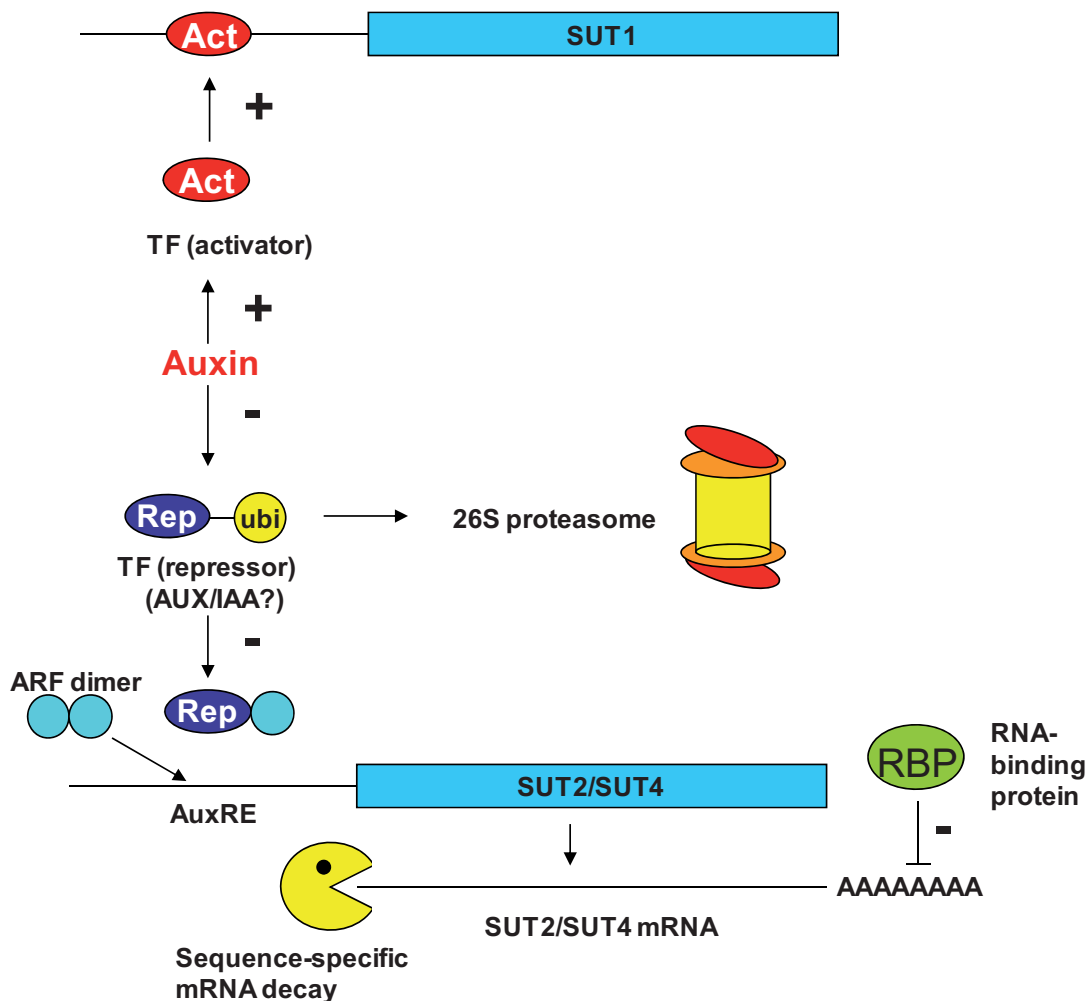 Act
SUT1
+
Act
TF (activator)
+
Auxin
-
Rep
ubi
26S proteasome
TF (repressor)
(AUX/IAA?)
-
ARF dimer
Rep
RBP
RNA-
binding
protein
SUT2/SUT4
AuxRE
-
AAAAAAAA
SUT2/SUT4 mRNA
Sequence-specific
mRNA decay